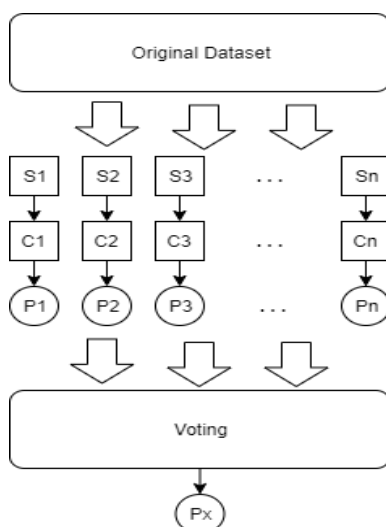 Original Dataset
S1 S2 S3 ... Sn
C1 C2 C3 ... Cn
P1 P2 P3 ... Pn
Voting
Px